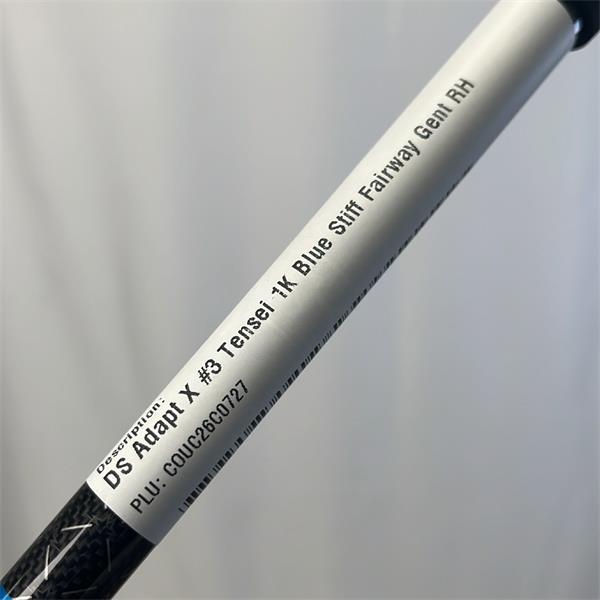 Description:
DS Adapt X #3 Tensei 1K Blue Stiff Fairway Gent RH
PLU: COUC26C0727